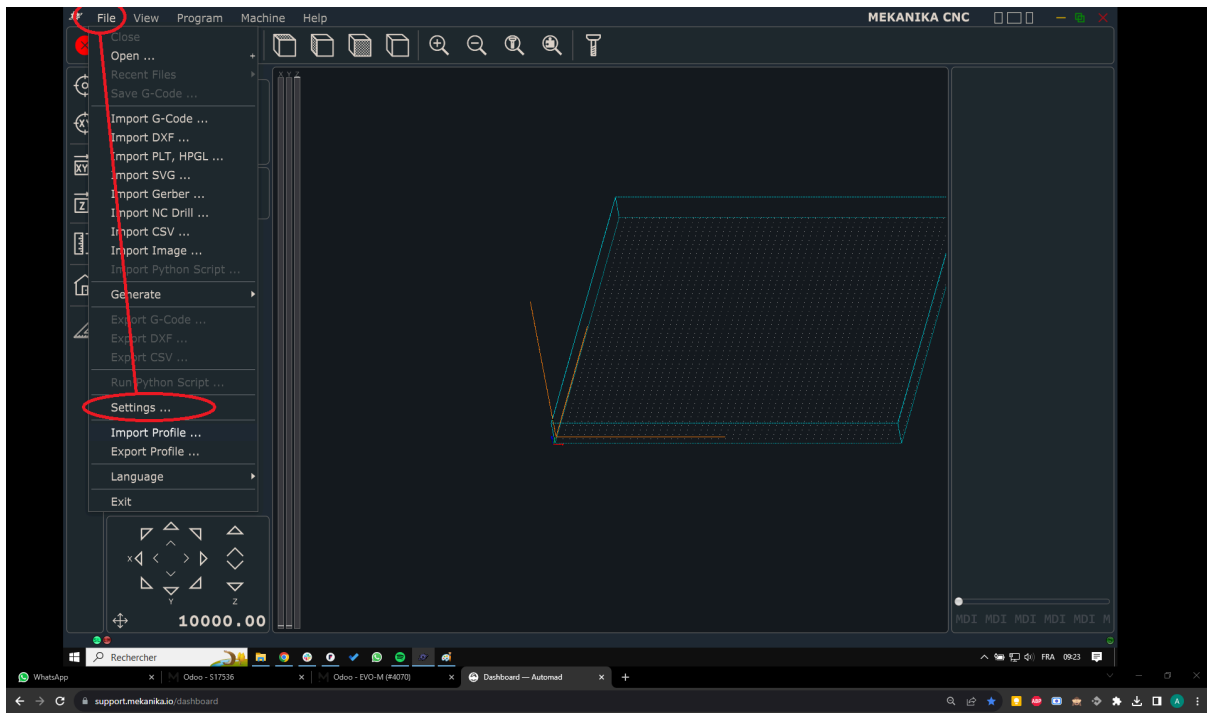 File View Program Machine Help MEKANIKA CNC
Close
Open ...
Recent Files
Save G-Code ...
Import G-Code ...
Import DXF ...
Import PLT, HPGL ...
Import SVG ...
Import Gerber ...
Import NC Drill ...
Import CSV ...
Import Image ...
Import Python Script ...
Generate
Export G-Code ...
Export DXF ...
Export CSV ...
Run Python Script ...
Settings ...
Import Profile ...
Export Profile ...
Language
Exit
X Y Z
XY
XY
Z
X
Y Z
10000.00
MDI MDI MDI MDI MDI M
Rechercher FRA 09:23
WhatsApp Odoo - S17536 Odoo - EVO-M (#4070) Dashboard — Automad
support.mekanika.io/dashboard
ABP A